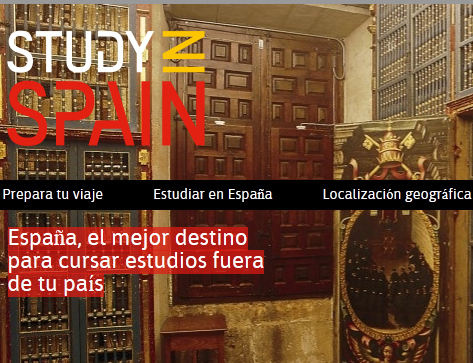 STUDY IN
SPAIN
Prepara tu viaje
Estudiar en España
Localización geográfica
España, el mejor destino
para cursar estudios fuera
de tu país